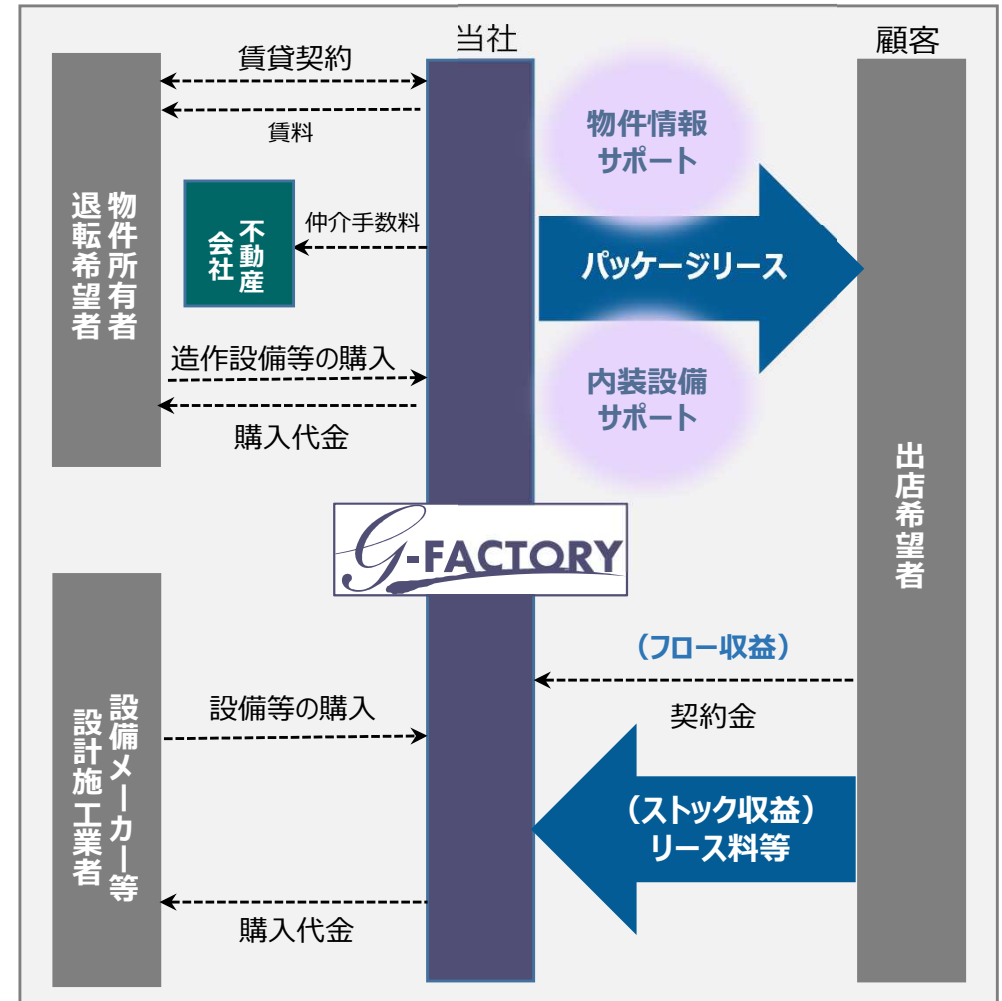 当社
顧客
賃貸契約
賃料
物件所有者
退転希望者
不動産
会社
仲介手数料
造作設備等の購入
購入代金
物件情報
サポート
パッケージリース
内装設備
サポート
出店希望者
G-FACTORY
(フロー収益)
契約金
設備メーカー等
設計施工業者
設備等の購入
(ストック収益)
リース料等
購入代金